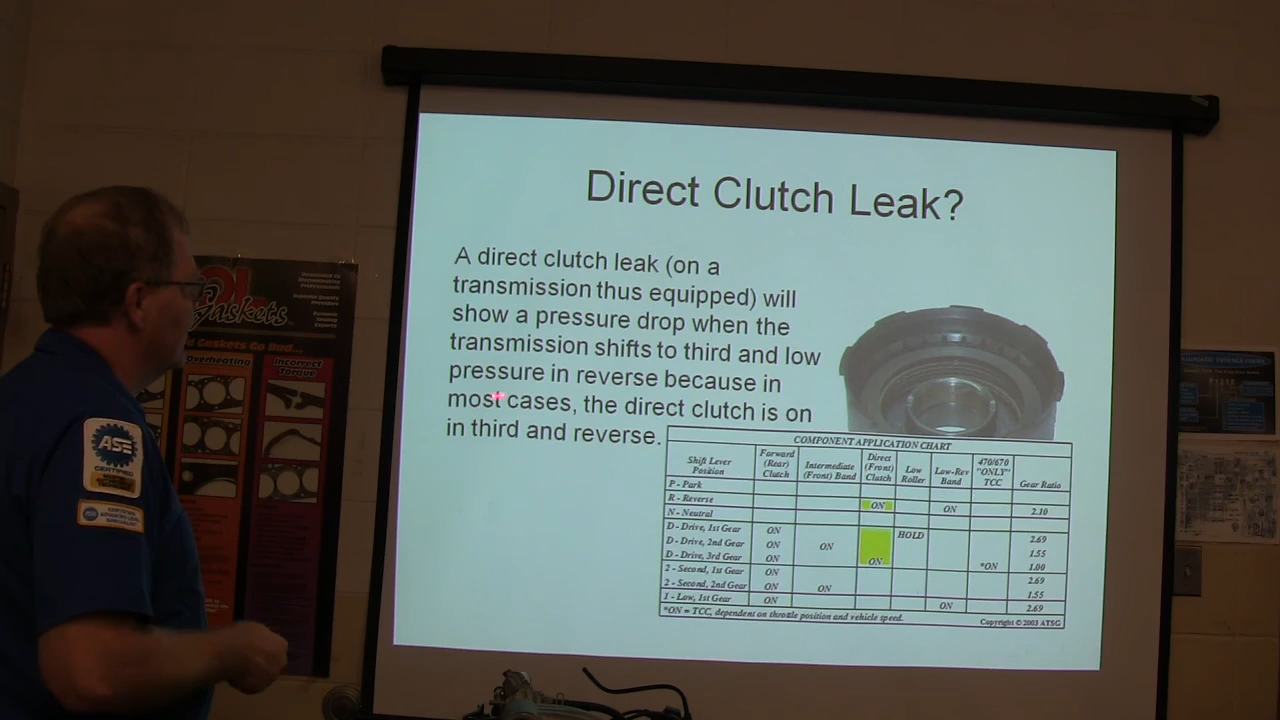 Direct Clutch Leak?
A direct clutch leak (on a
transmission thus equipped) will
show a pressure drop when the
transmission shifts to third and low
pressure in reverse because in
most cases, the direct clutch is on
in third and reverse.
COMPONENT APPLICATION CHART
Shift Lever Position Forward (Rear) Clutch Intermediate (Front) Band Direct (Front) Clutch Low Roller Low-Rev Band 470/670 "ONLY" TCC Gear Ratio
P - Park
R - Reverse ON ON 2.10
N - Neutral
D - Drive, 1st Gear ON HOLD 2.69
D - Drive, 2nd Gear ON ON 1.55
D - Drive, 3rd Gear ON ON *ON 1.00
2 - Second, 1st Gear ON 2.69
2 - Second, 2nd Gear ON ON 1.55
1 - Low, 1st Gear ON ON 2.69
*ON = TCC, dependent on throttle position and vehicle speed.
Copyright © 2003 ATSG
Gaskets
Gaskets Go Bad...
Overheating
Incorrect
Torque
ASE
CERTIFIED